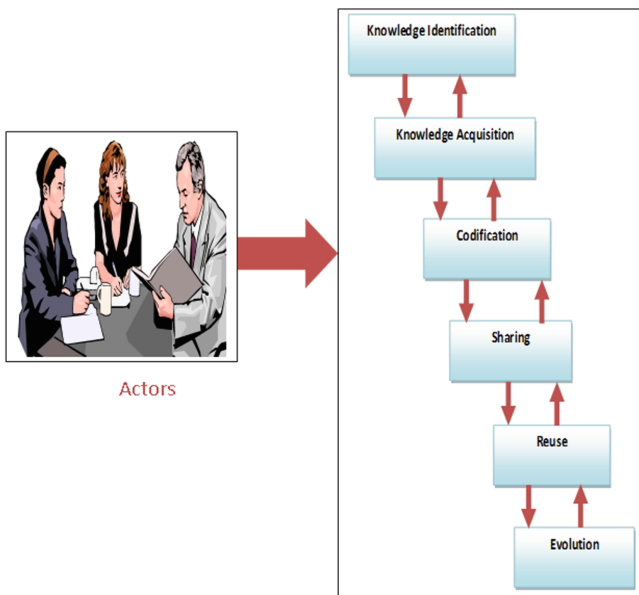 Knowledge Identification
Knowledge Acquisition
Codification
Sharing
Reuse
Evolution
Actors